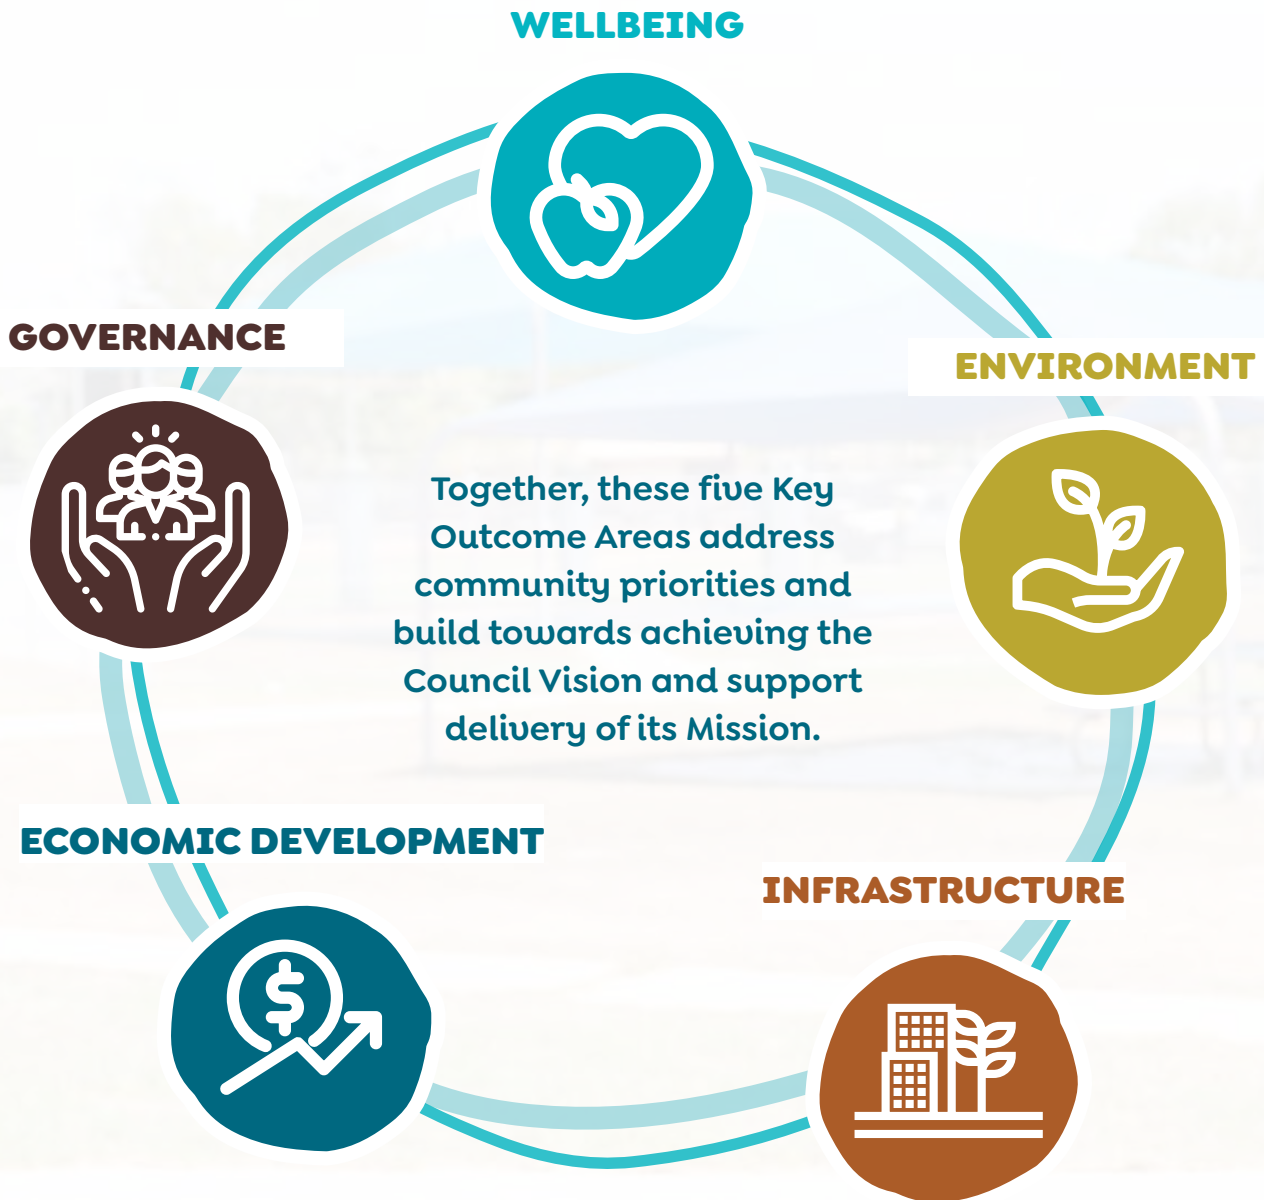 WELLBEING
GOVERNANCE
ENVIRONMENT
Together, these five Key
Outcome Areas address
community priorities and
build towards achieving the
Council Vision and support
delivery of its Mission.
ECONOMIC DEVELOPMENT
INFRASTRUCTURE
$